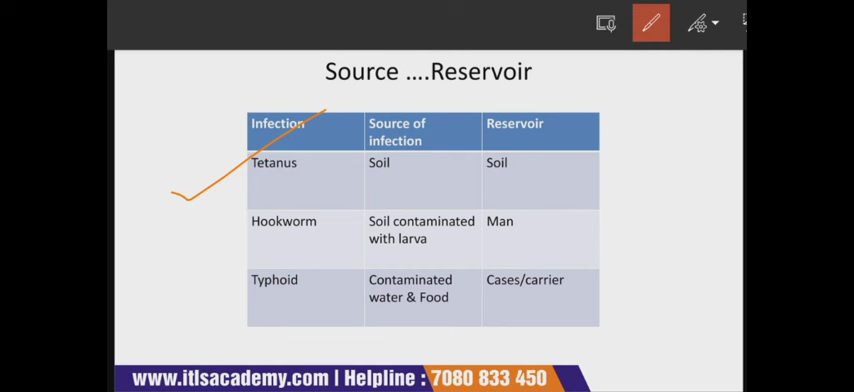 Source ....Reservoir
Infection
Source of
infection
Reservoir
Tetanus
Soil
Soil
Hookworm
Soil contaminated
with larva
Man
Typhoid
Contaminated
water & Food
Cases/carrier
www.itlsacademy.com | Helpline : 7080 833 450